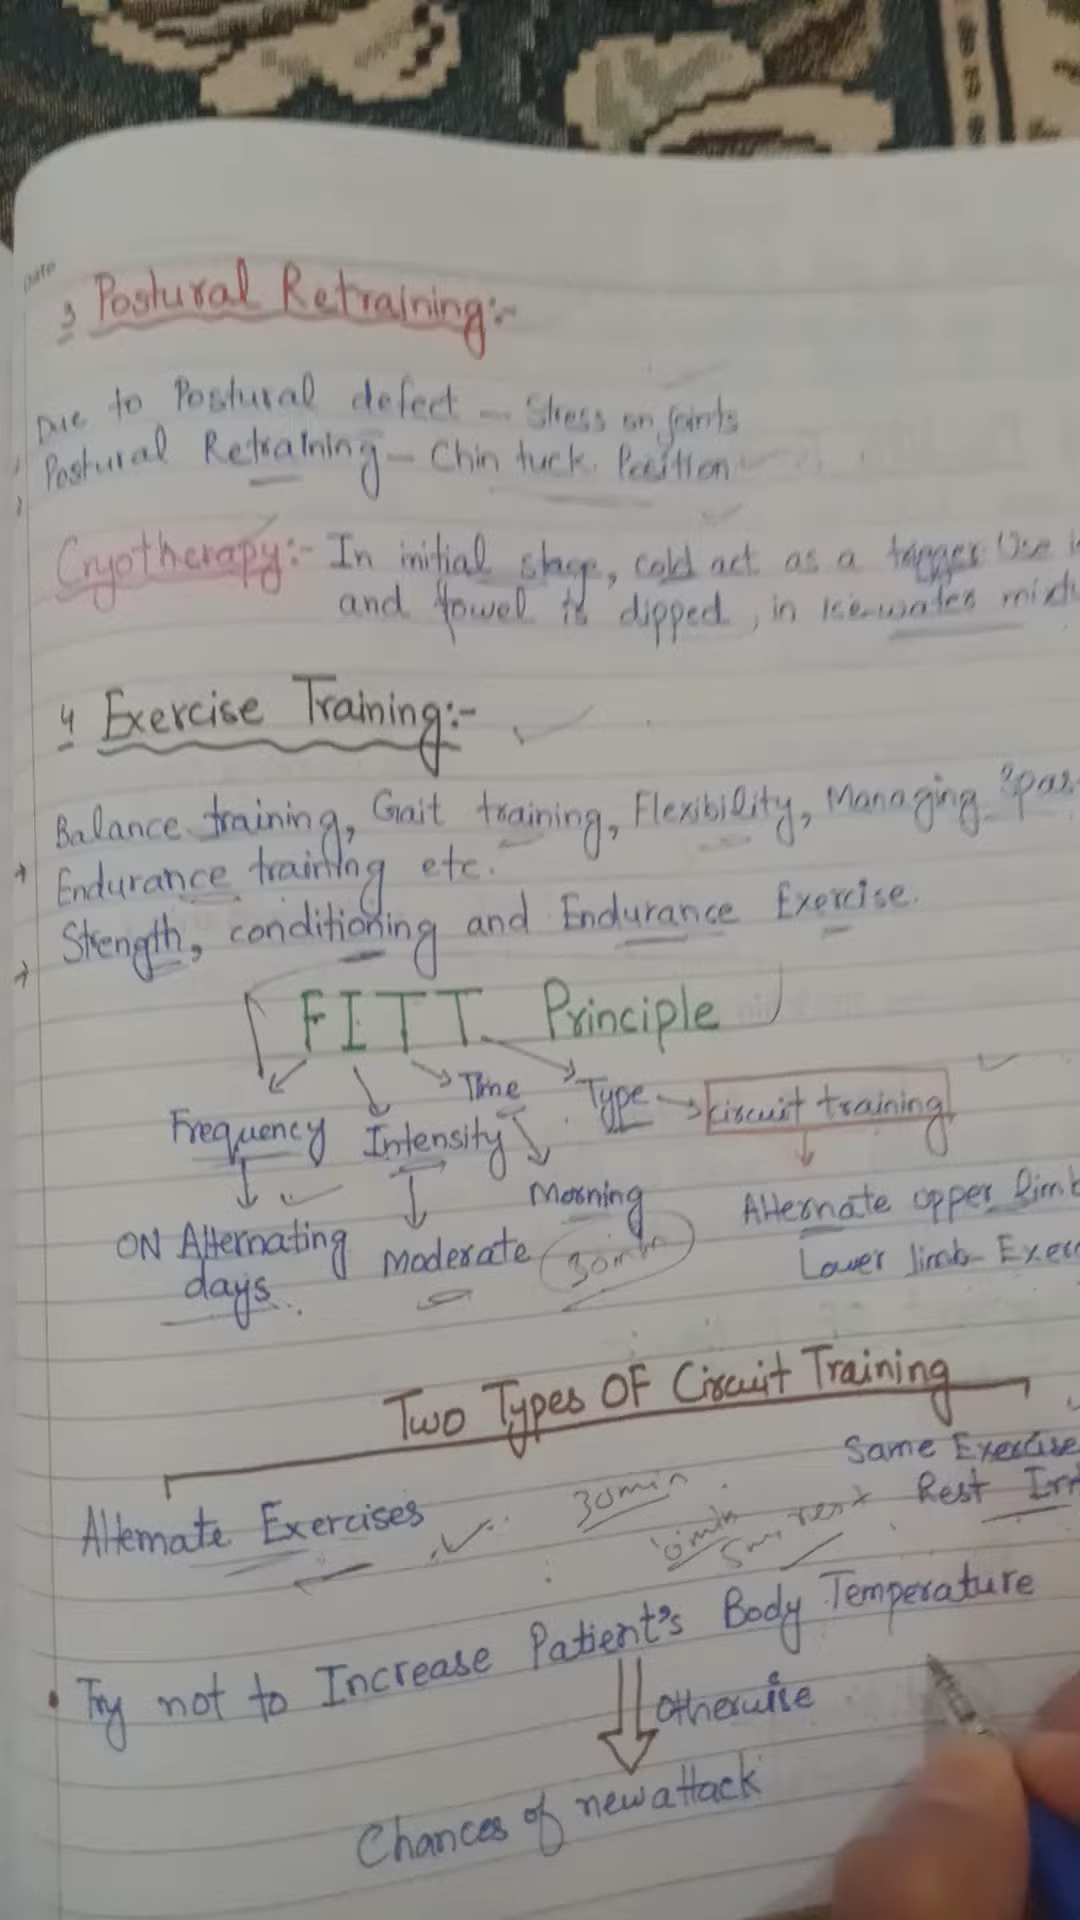 Date
3 Postural Retraining:-
Due to Postural defect - Stress on joints
Postural Retraining - Chin tuck Position
Cryotherapy:- In initial stage, cold act as a trigger Use
and towel is dipped, in Ice-water
4 Exercise Training:-
Balance training, Gait training, Flexibility, Managing
Endurance training etc.
Strength, conditioning and Endurance Exercise.
FITT Principle
Frequency Intensity Time Type → circuit training
ON Alternating days
Moderate
Morning
30min
Alternate Upper limb
Lower limb
Two Types OF Circuit Training
Alternate Exercises
30min
Same Exercise
Rest
5m rest
• Try not to Increase Patient's Body Temperature
Otherwise
Chances of new attack